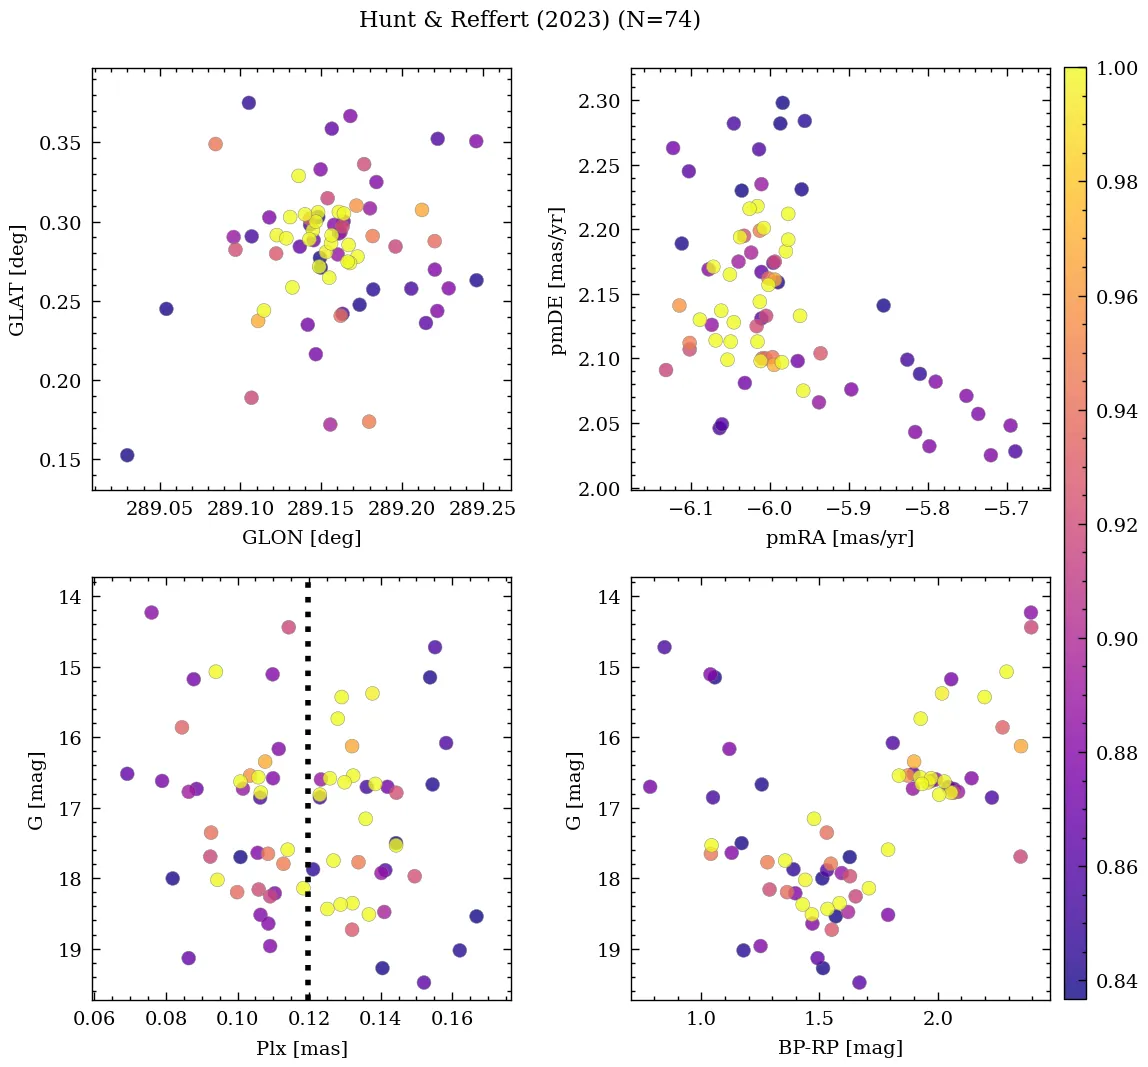 Hunt & Reffert (2023) (N=74)
0.35
0.30
0.25
0.20
0.15
GLAT [deg]
289.05 289.10 289.15 289.20 289.25
GLON [deg]
2.30
2.25
2.20
2.15
2.10
2.05
2.00
pmDE [mas/yr]
−6.1 −6.0 −5.9 −5.8 −5.7
pmRA [mas/yr]
1.00
0.98
0.96
0.94
0.92
0.90
0.88
0.86
0.84
14
15
16
17
18
19
G [mag]
0.06 0.08 0.10 0.12 0.14 0.16
Plx [mas]
14
15
16
17
18
19
G [mag]
1.0 1.5 2.0
BP-RP [mag]